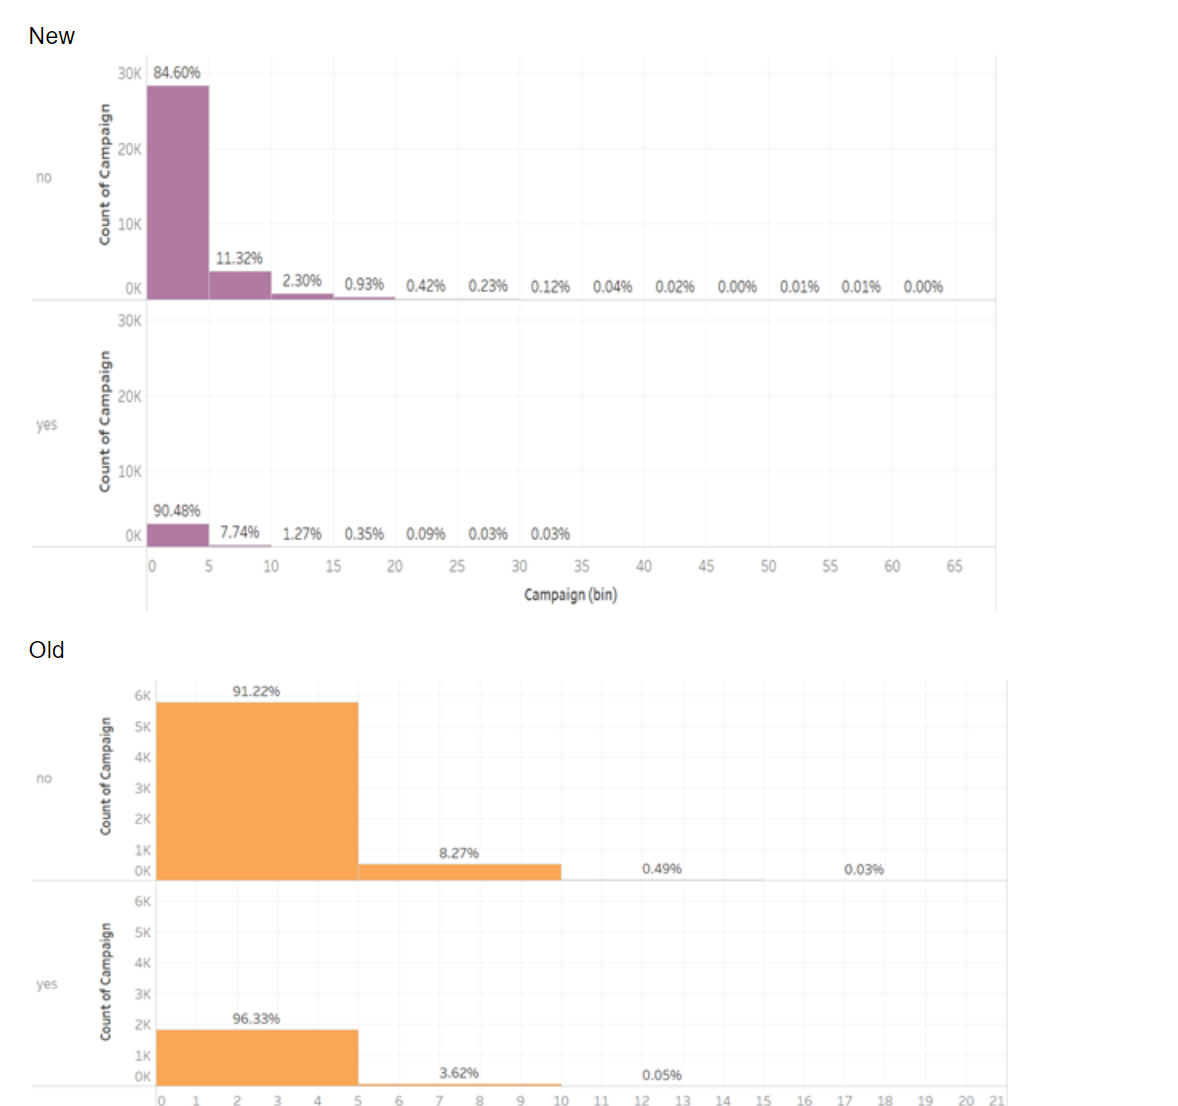 New
30K 84.60%
Count of Campaign
20K
no
10K
11.32%
2.30% 0.93% 0.42% 0.23% 0.12% 0.04% 0.02% 0.00% 0.01% 0.01% 0.00%
0K
30K
Count of Campaign
20K
yes
10K
90.48%
7.74% 1.27% 0.35% 0.09% 0.03% 0.03%
0K
0 5 10 15 20 25 30 35 40 45 50 55 60 65
Campaign (bin)
Old
6K 91.22%
5K
Count of Campaign
4K
no
3K
2K
1K 8.27%
0K 0.49% 0.03%
6K
5K
Count of Campaign
4K
yes
3K
2K 96.33%
1K
0K 3.62% 0.05%
0 1 2 3 4 5 6 7 8 9 10 11 12 13 14 15 16 17 18 19 20 21